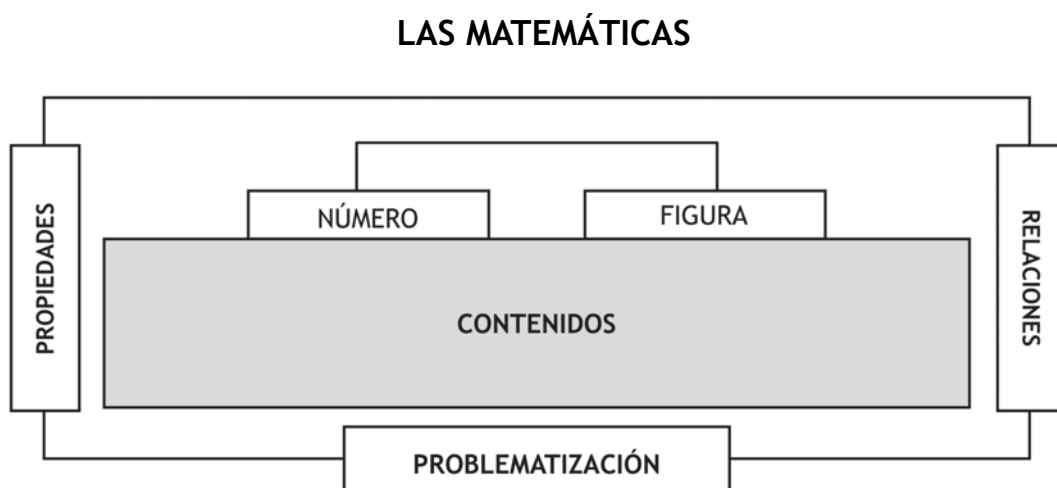 LAS MATEMÁTICAS
NÚMERO
FIGURA
PROPIEDADES
CONTENIDOS
RELACIONES
PROBLEMATIZACIÓN